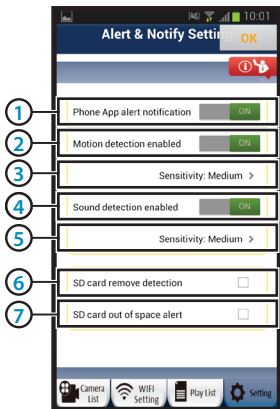 10:01
Alert & Notify Setting
OK
1 Phone App alert notification ON
2 Motion detection enabled ON
3 Sensitivity: Medium >
4 Sound detection enabled ON
5 Sensitivity: Medium >
6 SD card remove detection
7 SD card out of space alert
Camera List
WIFI Setting
Play List
Setting